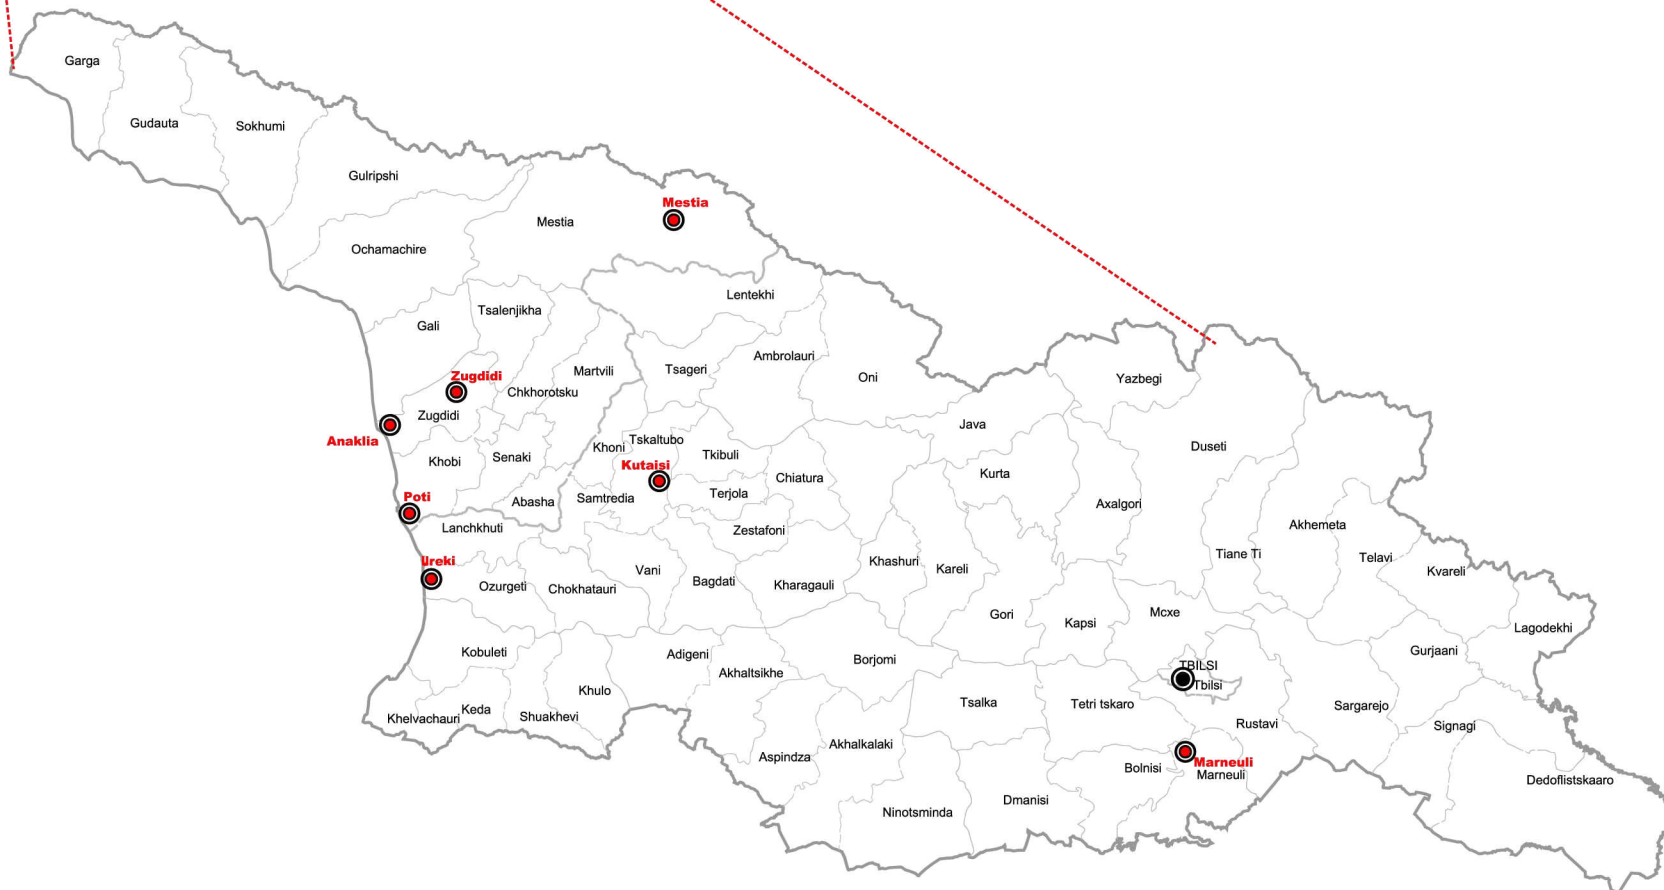 Garga
Gudauta
Sokhumi
Gulripshi
Mestia
Mestia
Ochamachire
Lentekhi
Tsalenjikha
Gali
Ambrolauri
Tsageri
Martvili
Oni
Yazbegi
Zugdidi
Chkhorotsku
Zugdidi
Java
Anaklia
Tskaltubo
Khoni
Duseti
Tkibuli
Senaki
Khobi
Kutaisi
Kurta
Chiatura
Terjola
Samtredia
Poti
Abasha
Axalgori
Lanchkhuti
Akhemeta
Zestafoni
Tiane Ti
Telavi
Ureki
Khashuri
Kareli
Vani
Kvareli
Bagdati
Kharagauli
Ozurgeti
Chokhatauri
Gori
Mcxe
Kapsi
Lagodekhi
Kobuleti
Adigeni
Gurjaani
Borjomi
TBILSI
Akhaltsikhe
Tbilsi
Khulo
Tsalka
Tetri tskaro
Sargarejo
Keda
Khelvachauri
Shuakhevi
Rustavi
Signagi
Akhalkalaki
Aspindza
Marneuli
Bolnisi
Marneuli
Dedoflistskaaro
Dmanisi
Ninotsminda